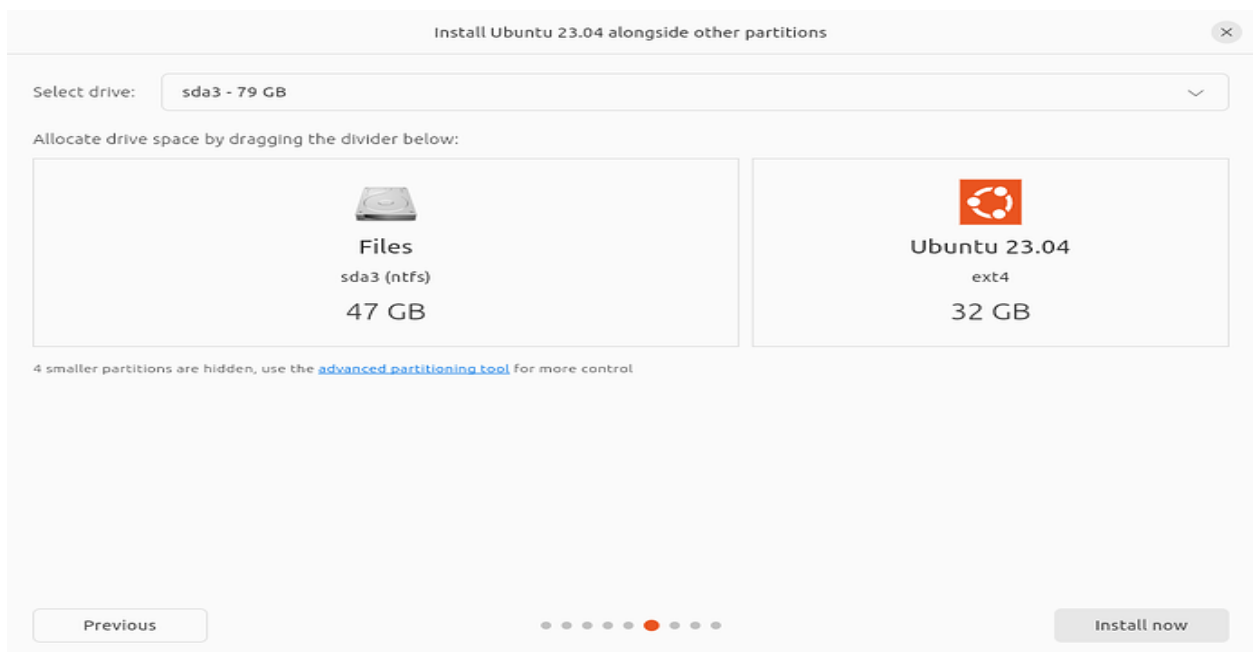 Install Ubuntu 23.04 alongside other partitions
Select drive: sda3 - 79 GB
Allocate drive space by dragging the divider below:
Files
sda3 (ntfs)
47 GB
Ubuntu 23.04
ext4
32 GB
4 smaller partitions are hidden, use the advanced partitioning tool for more control
Previous
Install now